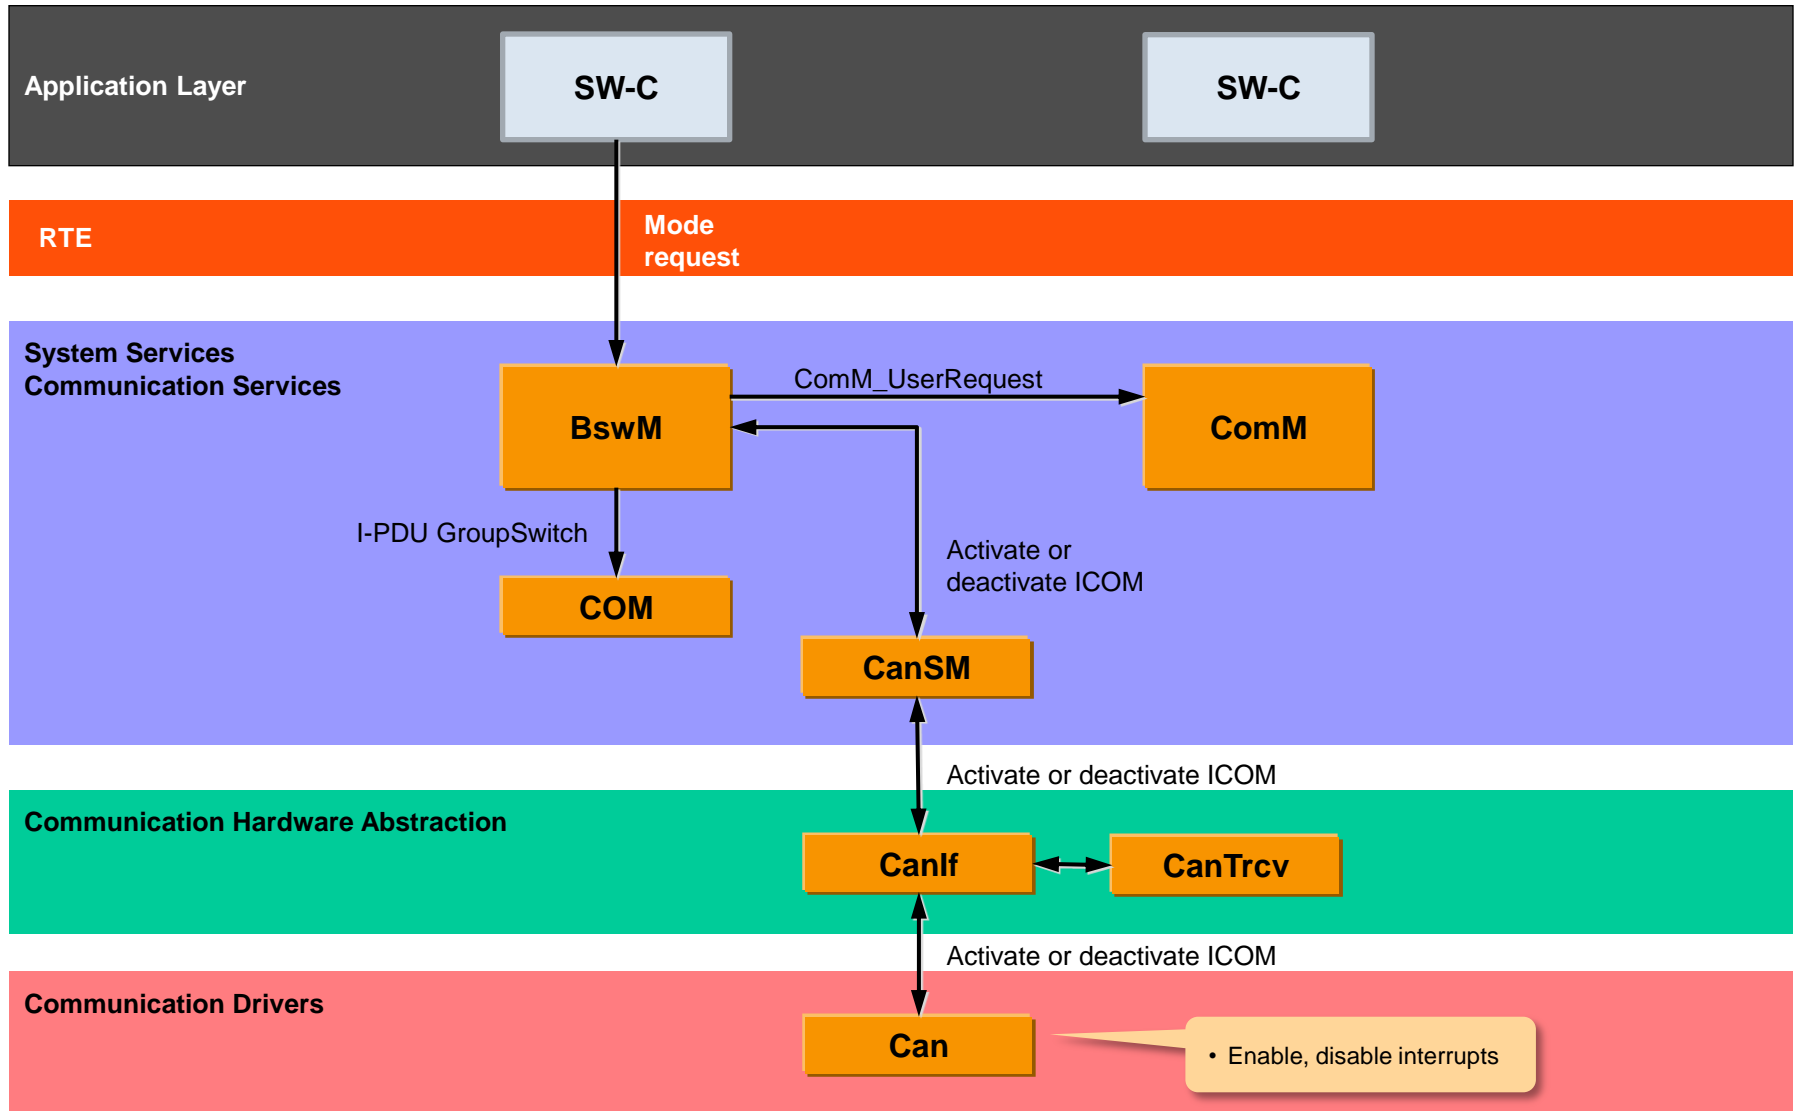 Application Layer
SW-C
SW-C
RTE
Mode
request
System Services
Communication Services
BswM
ComM_UserRequest
ComM
I-PDU GroupSwitch
COM
Activate or
deactivate ICOM
CanSM
Activate or deactivate ICOM
Communication Hardware Abstraction
CanIf
CanTrcv
Activate or deactivate ICOM
Communication Drivers
Can
• Enable, disable interrupts